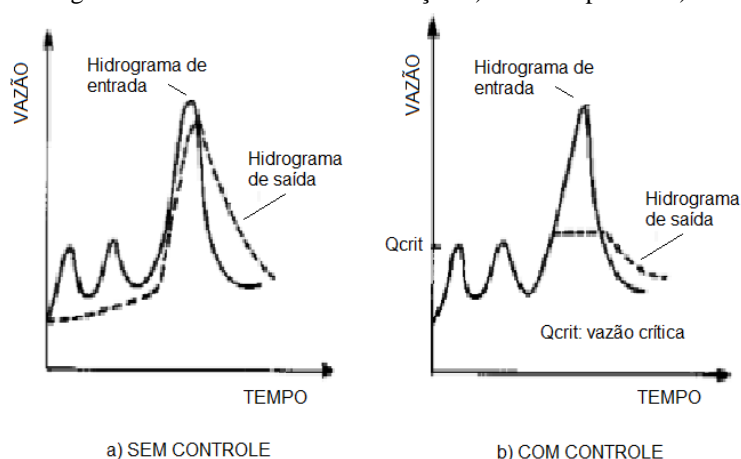 VAZÃO
Hidrograma de
entrada
Hidrograma
de saída
TEMPO
a) SEM CONTROLE
VAZÃO
Hidrograma de
entrada
Hidrograma
de saída
Qcrit
Qcrit: vazão crítica
TEMPO
b) COM CONTROLE